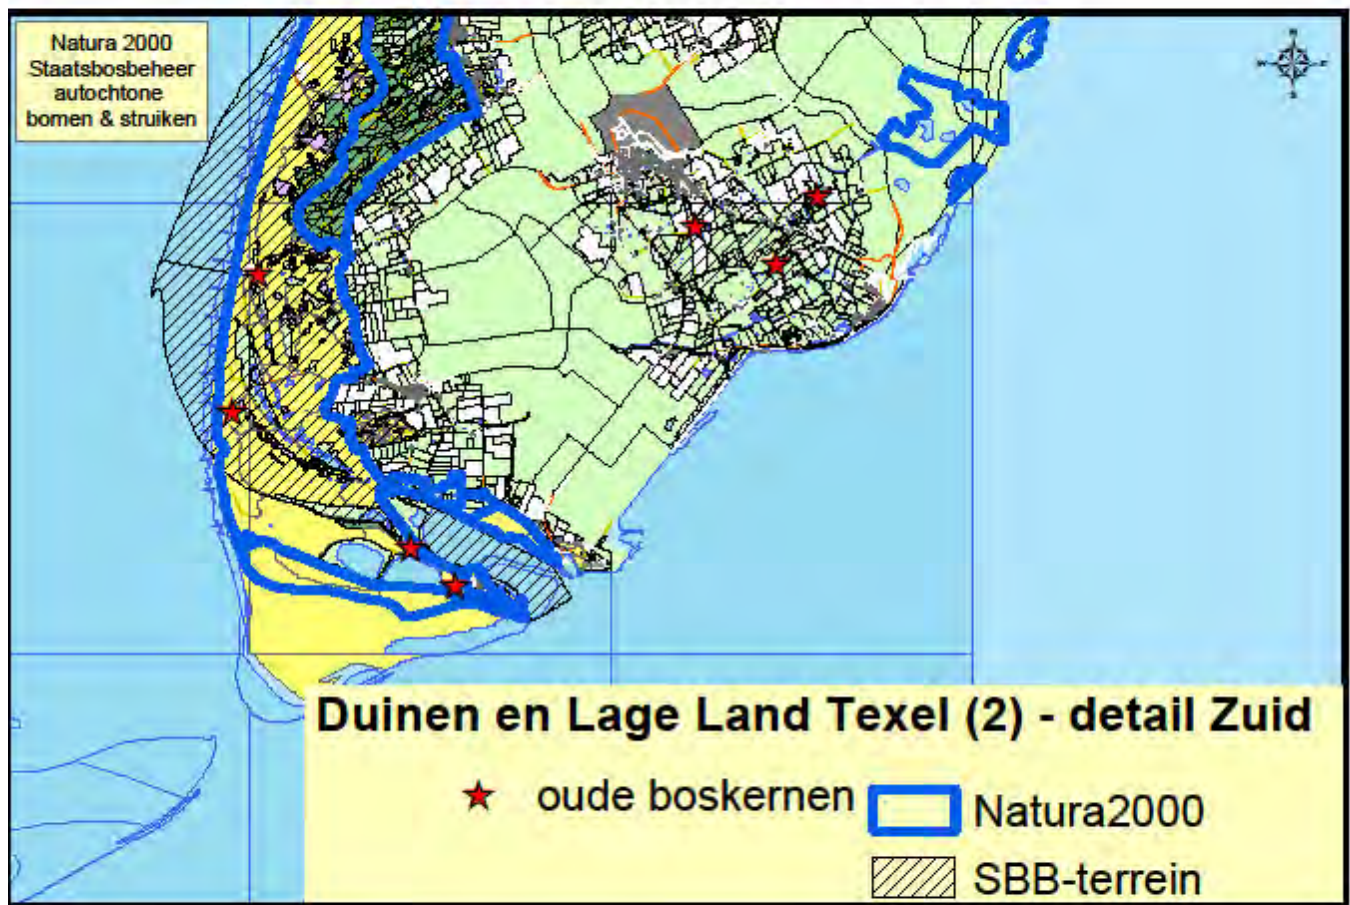 Natura 2000
Staatsbosbeheer
autochtone
bomen & struiken
Duinen en Lage Land Texel (2) - detail Zuid
oude boskernen
Natura2000
SBB-terrein